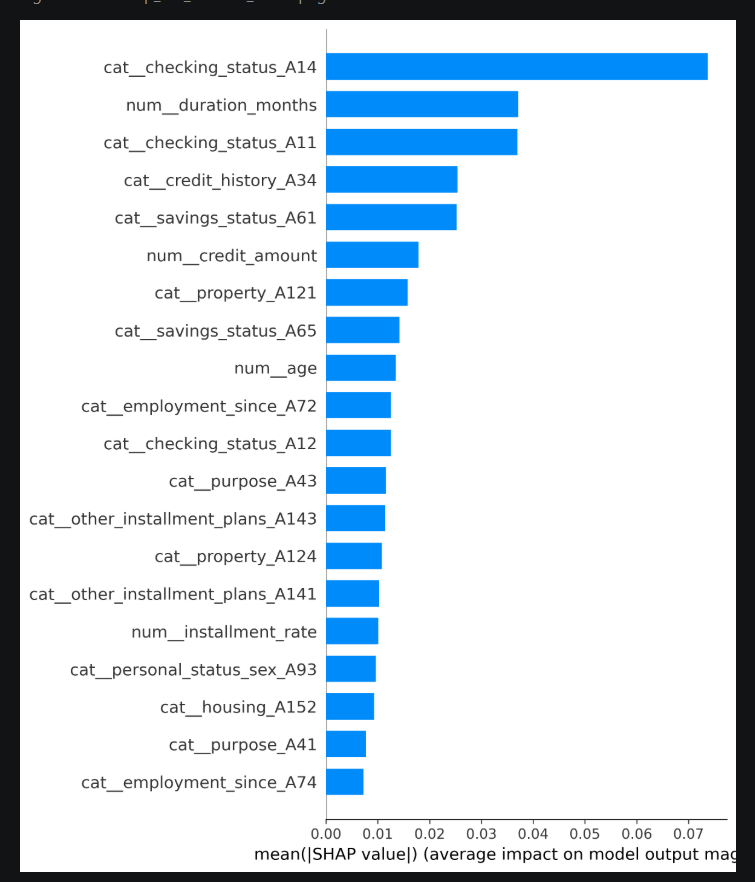 cat__checking_status_A14
num__duration_months
cat__checking_status_A11
cat__credit_history_A34
cat__savings_status_A61
num__credit_amount
cat__property_A121
cat__savings_status_A65
num__age
cat__employment_since_A72
cat__checking_status_A12
cat__purpose_A43
cat__other_installment_plans_A143
cat__property_A124
cat__other_installment_plans_A141
num__installment_rate
cat__personal_status_sex_A93
cat__housing_A152
cat__purpose_A41
cat__employment_since_A74
0.00 0.01 0.02 0.03 0.04 0.05 0.06 0.07
mean(|SHAP value|) (average impact on model output mag